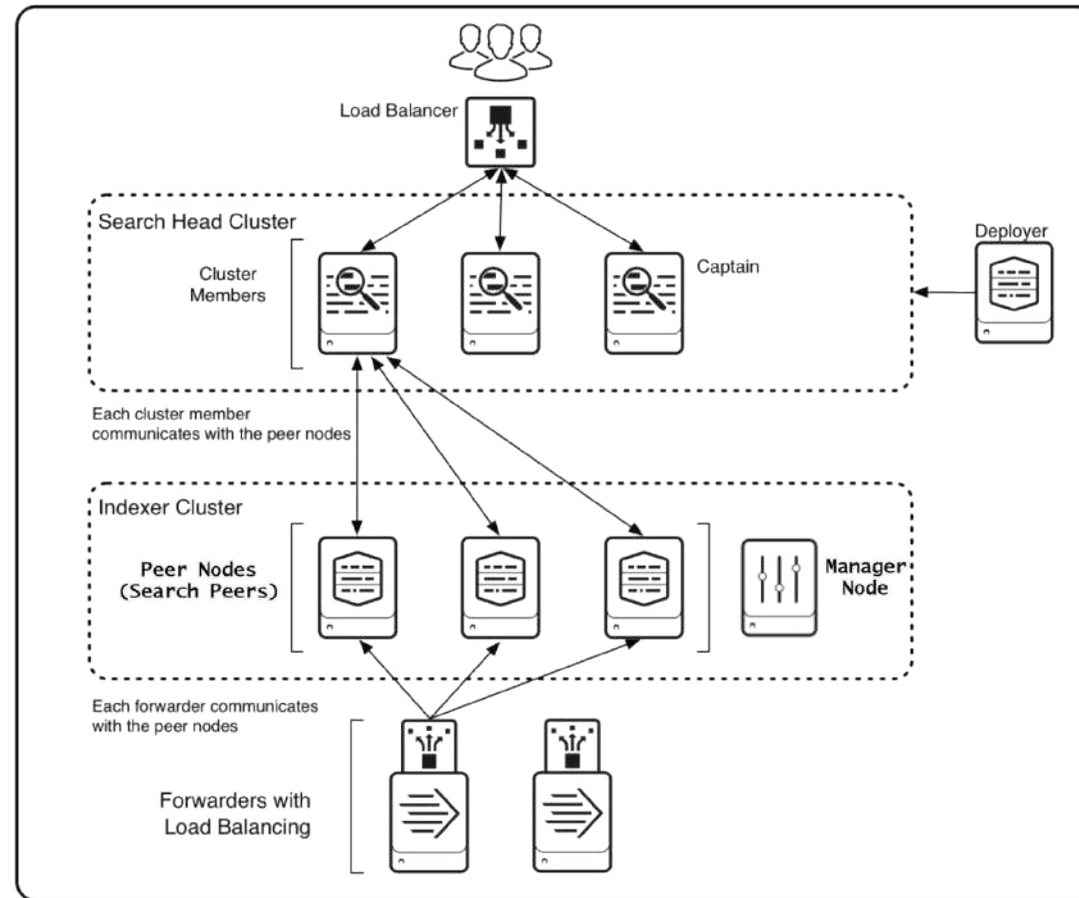 Load Balancer
Search Head Cluster
Deployer
Cluster
Members
Captain
Each cluster member
communicates with the peer nodes
Indexer Cluster
Peer Nodes
(Search Peers)
Manager
Node
Each forwarder communicates
with the peer nodes
Forwarders with
Load Balancing